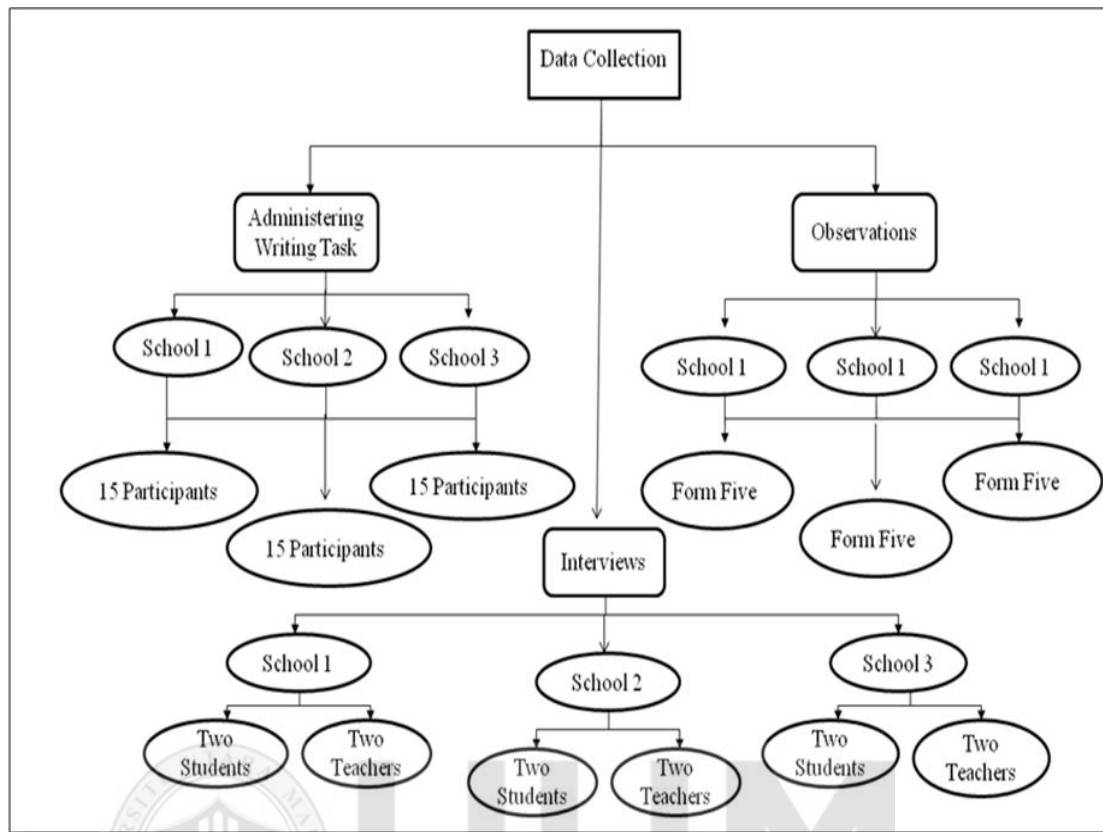 Data Collection
Administering
Writing Task
Observations
School 1
School 2
School 3
School 1
School 1
School 1
15 Participants
15 Participants
15 Participants
Form Five
Form Five
Form Five
Interviews
School 1
School 2
School 3
Two
Students
Two
Teachers
Two
Students
Two
Teachers
Two
Students
Two
Teachers